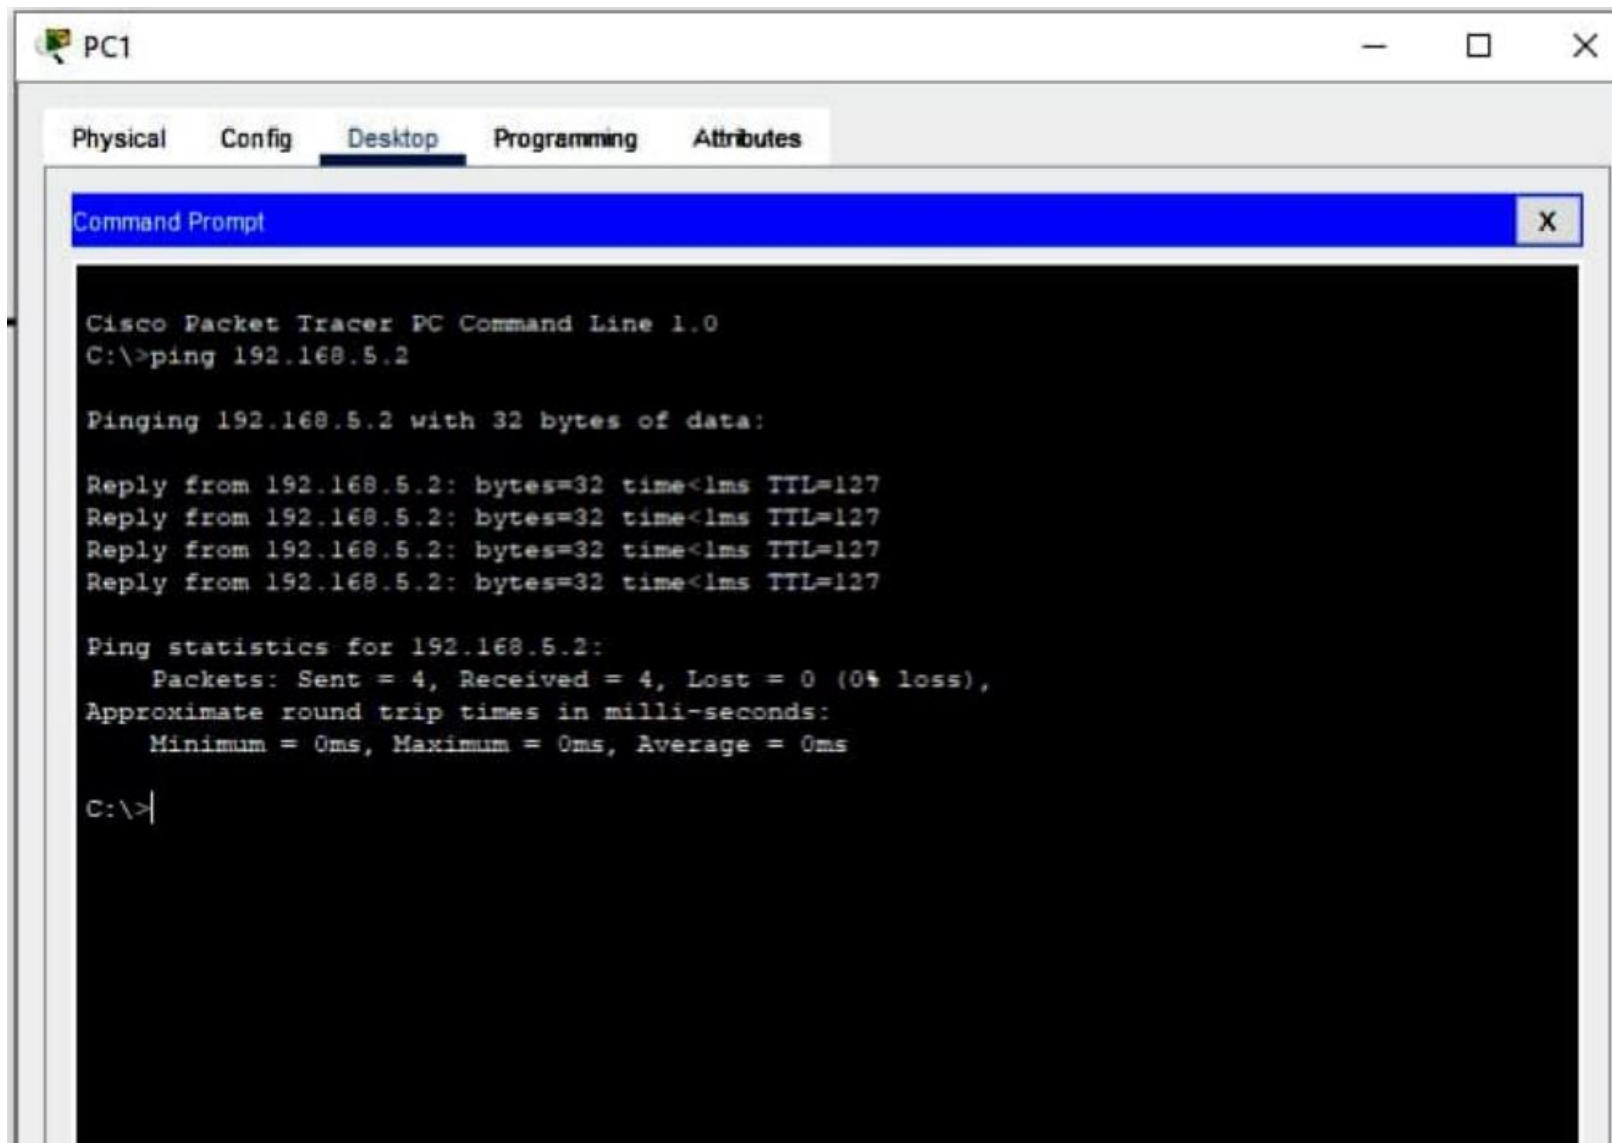 PC1
Physical Config Desktop Programming Attributes
Command Prompt X
Cisco Packet Tracer PC Command Line 1.0
C:\>ping 192.168.5.2
Pinging 192.168.5.2 with 32 bytes of data:
Reply from 192.168.5.2: bytes=32 time<1ms TTL=127
Reply from 192.168.5.2: bytes=32 time<1ms TTL=127
Reply from 192.168.5.2: bytes=32 time<1ms TTL=127
Reply from 192.168.5.2: bytes=32 time<1ms TTL=127
Ping statistics for 192.168.5.2:
Packets: Sent = 4, Received = 4, Lost = 0 (0% loss),
Approximate round trip times in milli-seconds:
Minimum = 0ms, Maximum = 0ms, Average = 0ms
C:\>